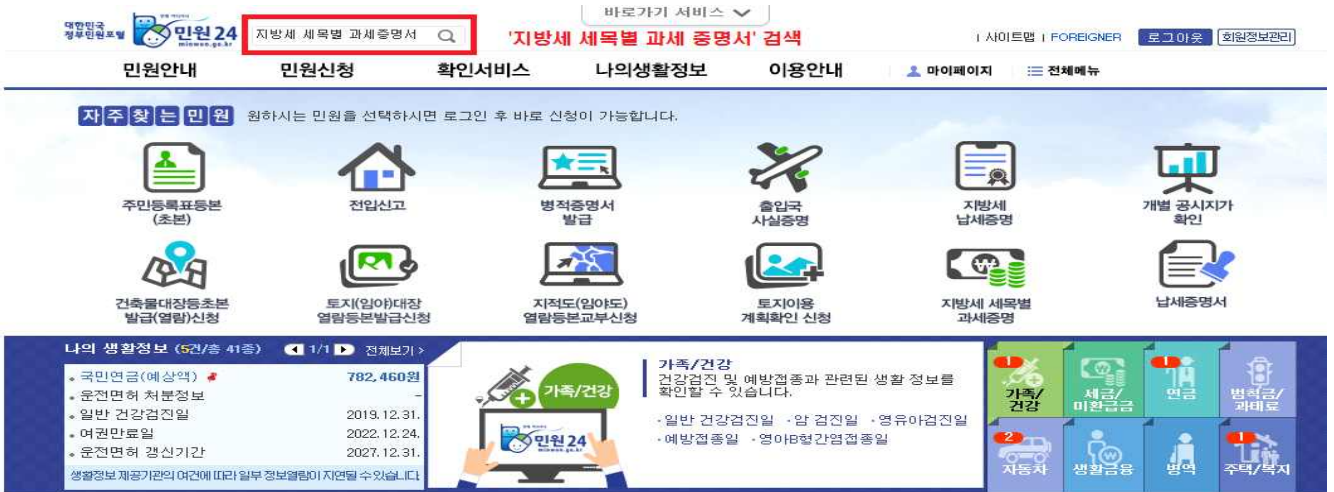 바로가기 서비스
대한민국
정부민원포털 민원24
minwon.go.kr
지방세 세목별 과세증명서
'지방세 세목별 과세 증명서' 검색
사이트맵 | FOREIGNER 로그아웃 회원정보관리
민원안내 민원신청 확인서비스 나의생활정보 이용안내 마이페이지 전체메뉴
자주찾는민원 원하시는 민원을 선택하시면 로그인 후 바로 신청이 가능합니다.
주민등록표등본
(초본)
전입신고
병적증명서
발급
출입국
사실증명
지방세
납세증명
개별 공시지가
확인
건축물대장등초본
발급(열람)신청
토지(임야)대장
열람등본발급신청
지적도(임야도)
열람등본교부신청
토지이용
계획확인 신청
지방세 세목별
과세증명
납세증명서
나의 생활정보 (5건/총 41종) 1/1 전체보기 >
국민연금(예상액) 782,460원
운전면허 처분정보 -
일반 건강검진일 2019.12.31.
여권만료일 2022.12.24.
운전면허 갱신기간 2027.12.31.
생활정보 제공기관의 여건에 따라 일부 정보열람이 지연될 수 있습니다
가족/건강
민원24
minwon.go.kr
가족/건강
건강검진 및 예방접종과 관련된 생활 정보를
확인할 수 있습니다.
·일반 건강검진일 ·암 검진일 ·영유아검진일
·예방접종일 ·영아B형간염접종일
1
가족/
건강
세금/
미환급금
1
연금
범칙금/
과태료
2
자동차
생활금융
병역
1
주택/복지